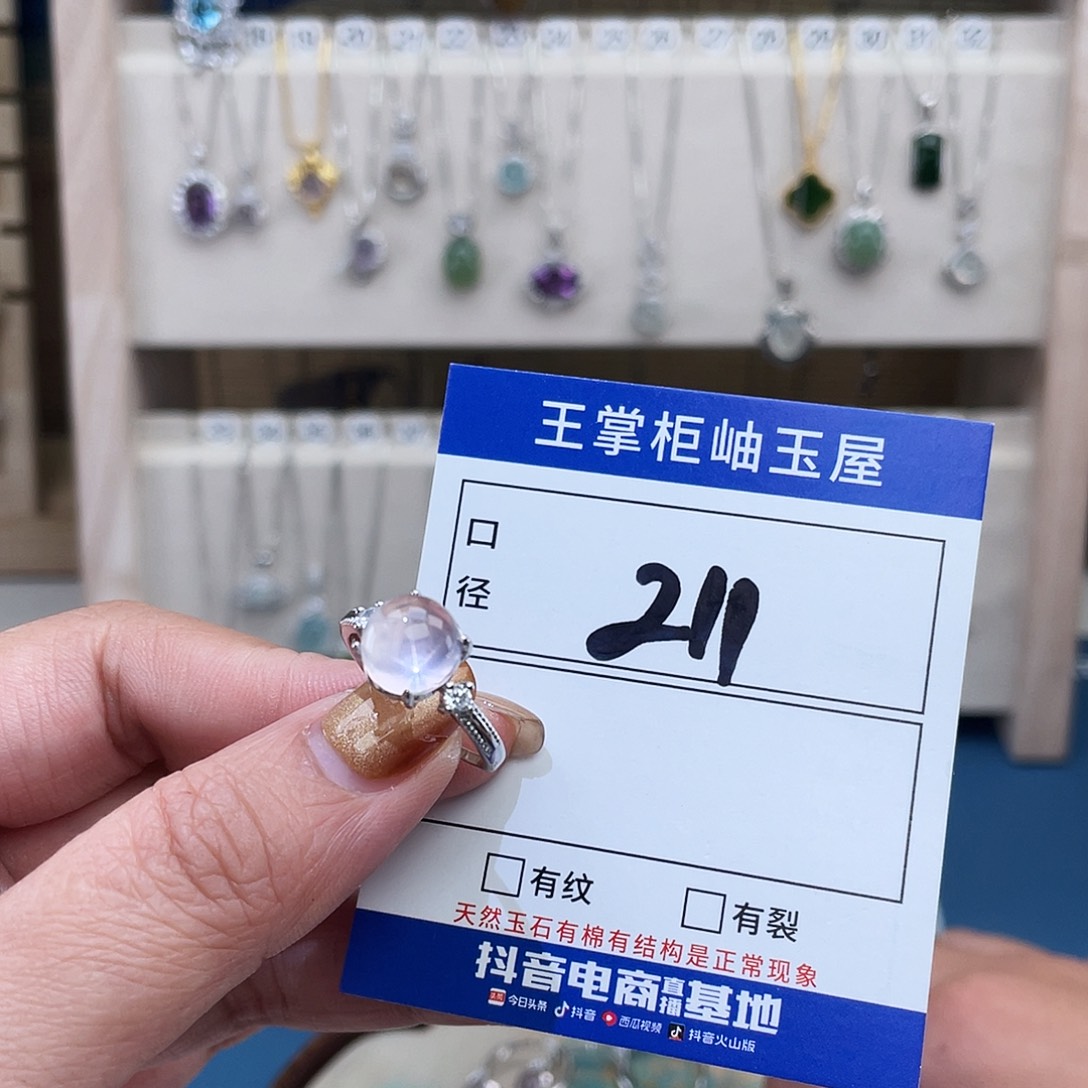 王掌柜岫玉屋
口径
211
有纹 有裂
天然玉石有棉有结构是正常现象
抖音电商直播基地
今日头条 抖音 西瓜视频 抖音火山版